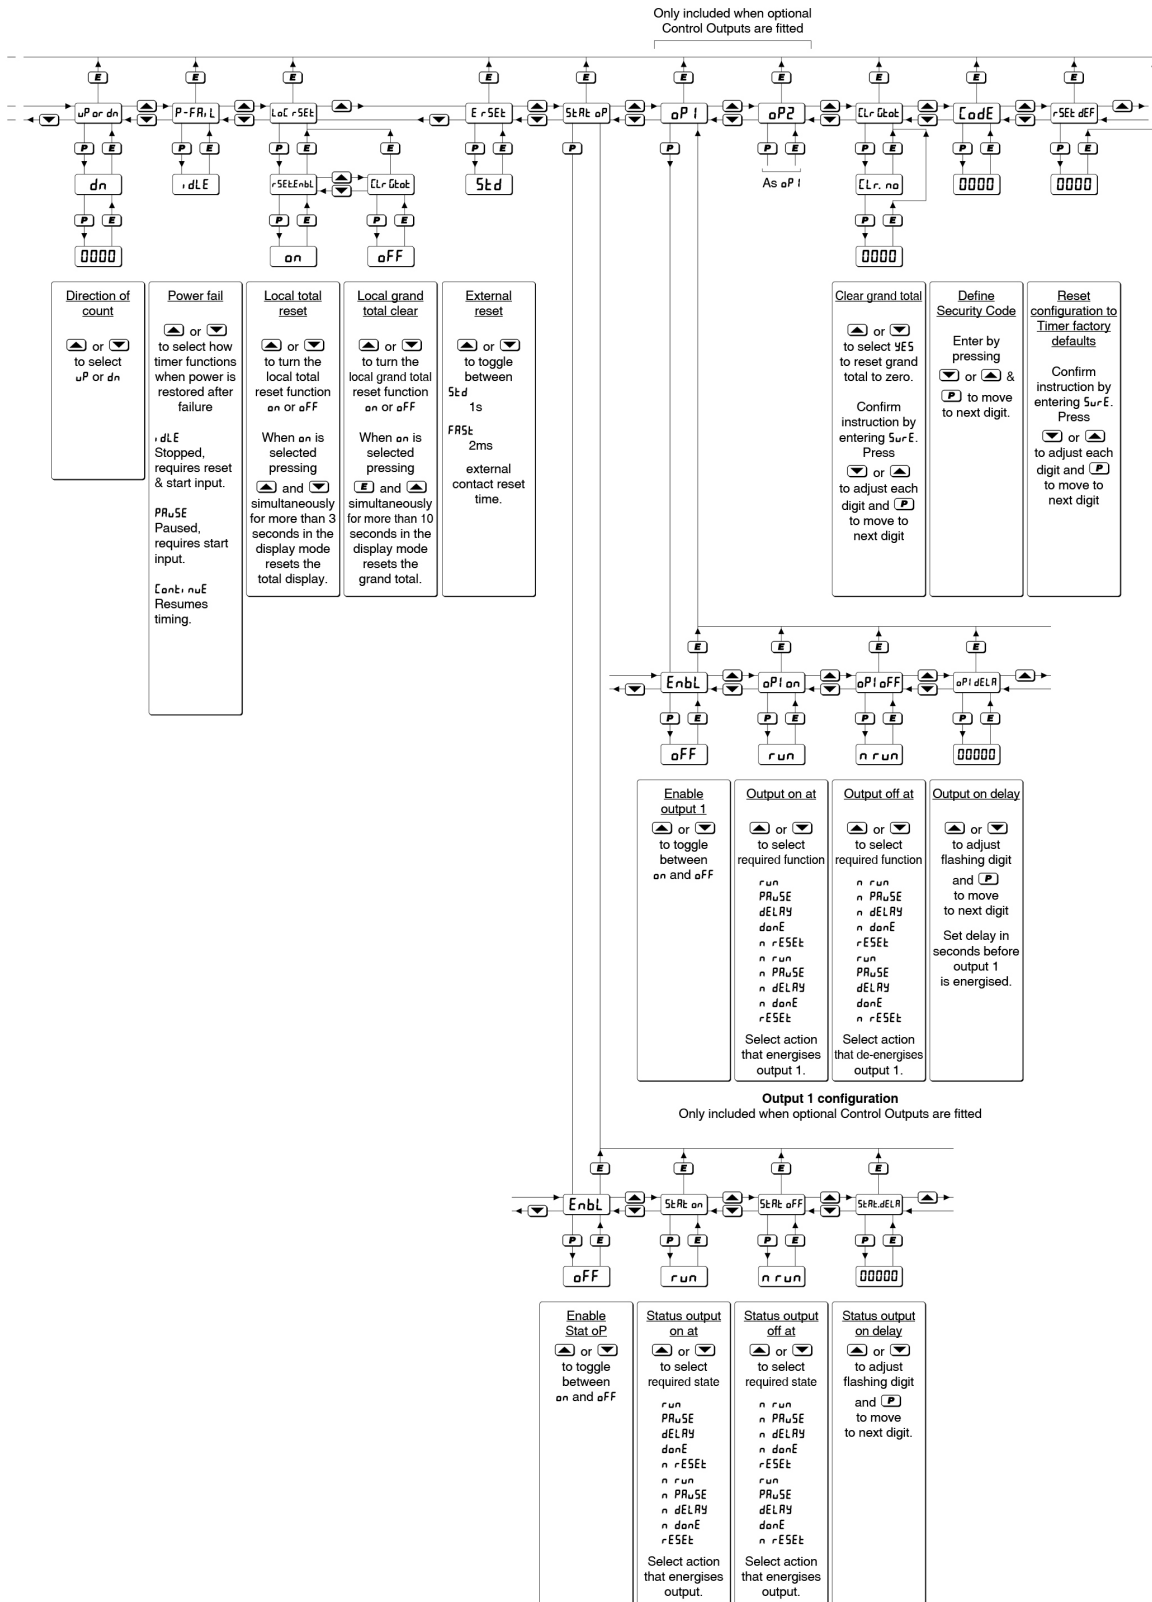 Only included when optional
Control Outputs are fitted
E E E E E E E E E E
uP or dn P-FAiL LoC rSEt E rSEt StAt oP oP1 oP2 CLr Gtot CodE rSEt dEF
P E P E P E E P E P P P E P E P E P E
dn idLE rSEt.EnbL CLr Gtot Std As oP1 CLr. no 0000 0000
P E P E P E P E
0000 on oFF 0000
Direction of
count
or
to select
uP or dn
Power fail
or
to select how
timer functions
when power is
restored after
failure
idLE
Stopped,
requires reset
& start input.
PAuSE
Paused,
requires start
input.
ContinuE
Resumes
timing.
Local total
reset
or
to turn the
local total
reset function
on or oFF
When on is
selected
pressing
and
simultaneously
for more than 3
seconds in the
display mode
resets the
total display.
Local grand
total clear
or
to turn the
local grand total
reset function
on or oFF
When on is
selected
pressing
E and
simultaneously
for more than 10
seconds in the
display mode
resets the
grand total.
External
reset
or
to toggle
between
Std
1s
FASt
2ms
external
contact reset
time.
Clear grand total
or
to select YES
to reset grand
total to zero.
Confirm
instruction by
entering SurE.
Press
or
to adjust each
digit and P
to move to
next digit
Define
Security Code
Enter by
pressing
or &
P to move
to next digit.
Reset
configuration to
Timer factory
defaults
Confirm
instruction by
entering SurE.
Press
or
to adjust each
digit and P
to move to
next digit
E E E E
EnbL oP1 on oP1 oFF oP1 dELA
P E P E P E P E
oFF run n run 00000
Enable
output 1
or
to toggle
between
on and oFF
Output on at
or
to select
required function
run
PAuSE
dELAY
donE
n rESEt
n run
n PAuSE
n dELAY
n donE
rESEt
Select action
that energises
output 1.
Output off at
or
to select
required function
n run
n PAuSE
n dELAY
n donE
rESEt
run
PAuSE
dELAY
donE
n rESEt
Select action
that de-energises
output 1.
Output on delay
or
to adjust
flashing digit
and P
to move
to next digit
Set delay in
seconds before
output 1
is energised.
Output 1 configuration
Only included when optional Control Outputs are fitted
E E E E
EnbL StAt on StAt oFF StAt.dELA
P E P E P E P E
oFF run n run 00000
Enable
Stat oP
or
to toggle
between
on and oFF
Status output
on at
or
to select
required state
run
PAuSE
dELAY
donE
n rESEt
n run
n PAuSE
n dELAY
n donE
rESEt
Select action
that energises
output.
Status output
off at
or
to select
required state
n run
n PAuSE
n dELAY
n donE
rESEt
run
PAuSE
dELAY
donE
n rESEt
Select action
that energises
output.
Status output
on delay
or
to adjust
flashing digit
and P
to move
to next digit.